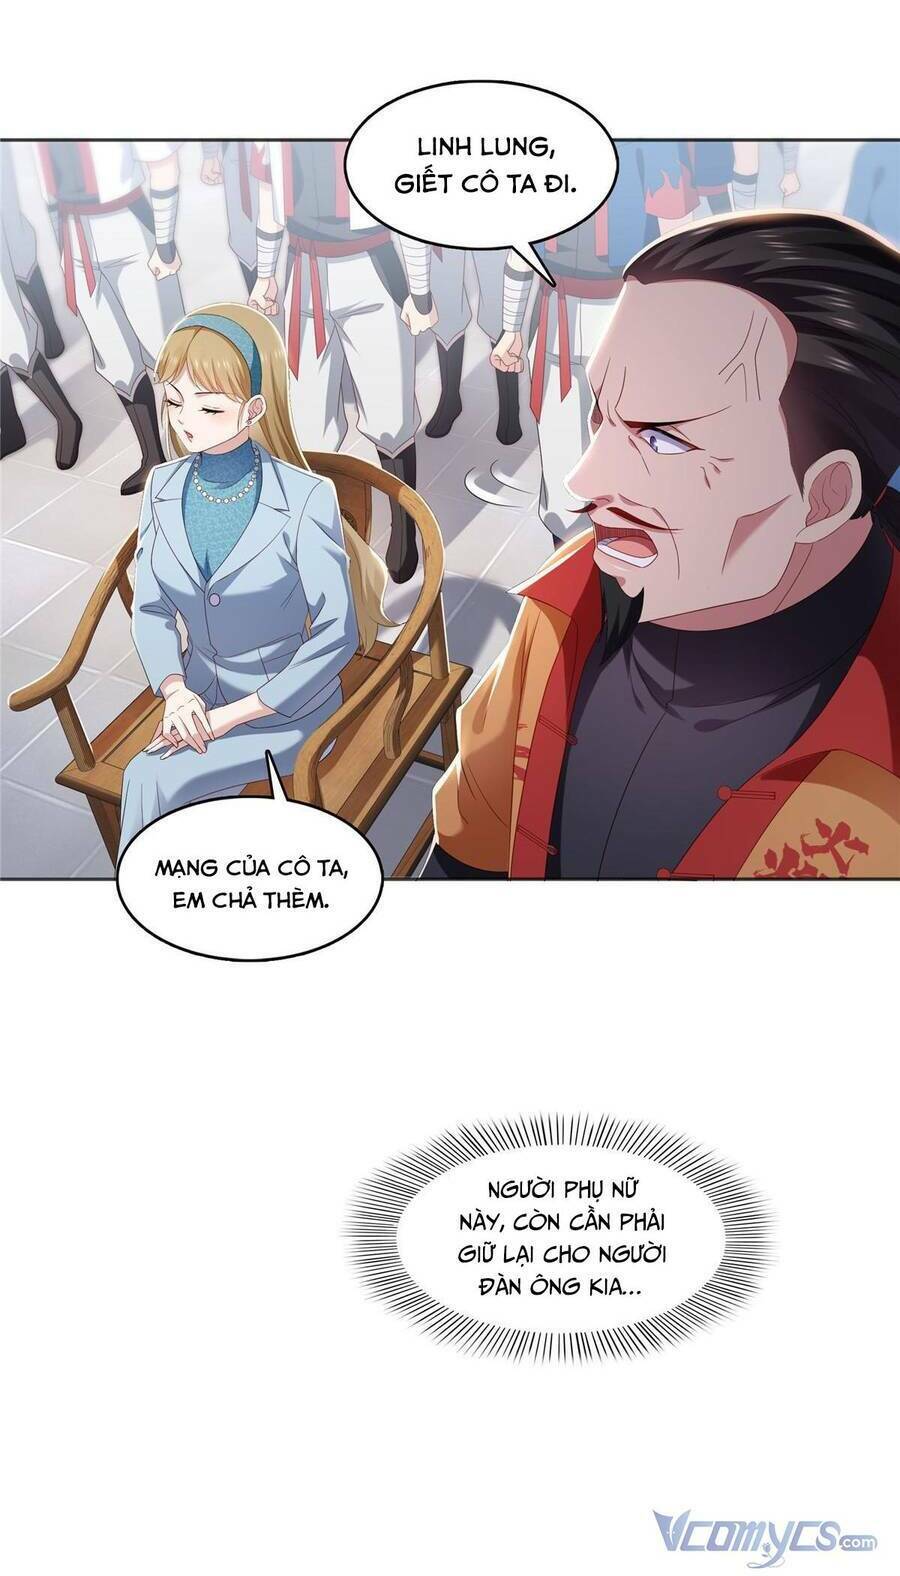 LINH LUNG,
GIẾT CÔ TA ĐI.
MẠNG CỦA CÔ TA,
EM CHẢ THÈM.
NGƯỜI PHỤ NỮ
NÀY, CÒN CẦN PHẢI
GIỮ LẠI CHO NGƯỜI
ĐÀN ÔNG KIA...
VCOMYCS.com